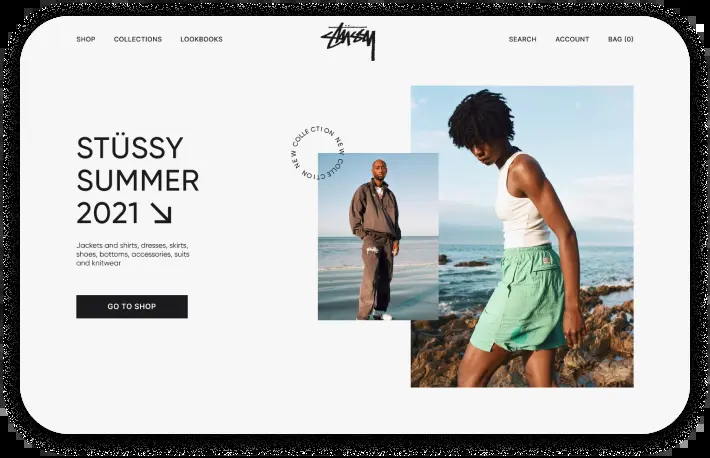 SHOP COLLECTIONS LOOKBOOKS
Stüssy
SEARCH ACCOUNT BAG (0)
STÜSSY
SUMMER
2021
Jackets and shirts, dresses, skirts,
shoes, bottoms, accessories, suits
and knitwear
GO TO SHOP
NEW COLLECTION NEW COLLECTION